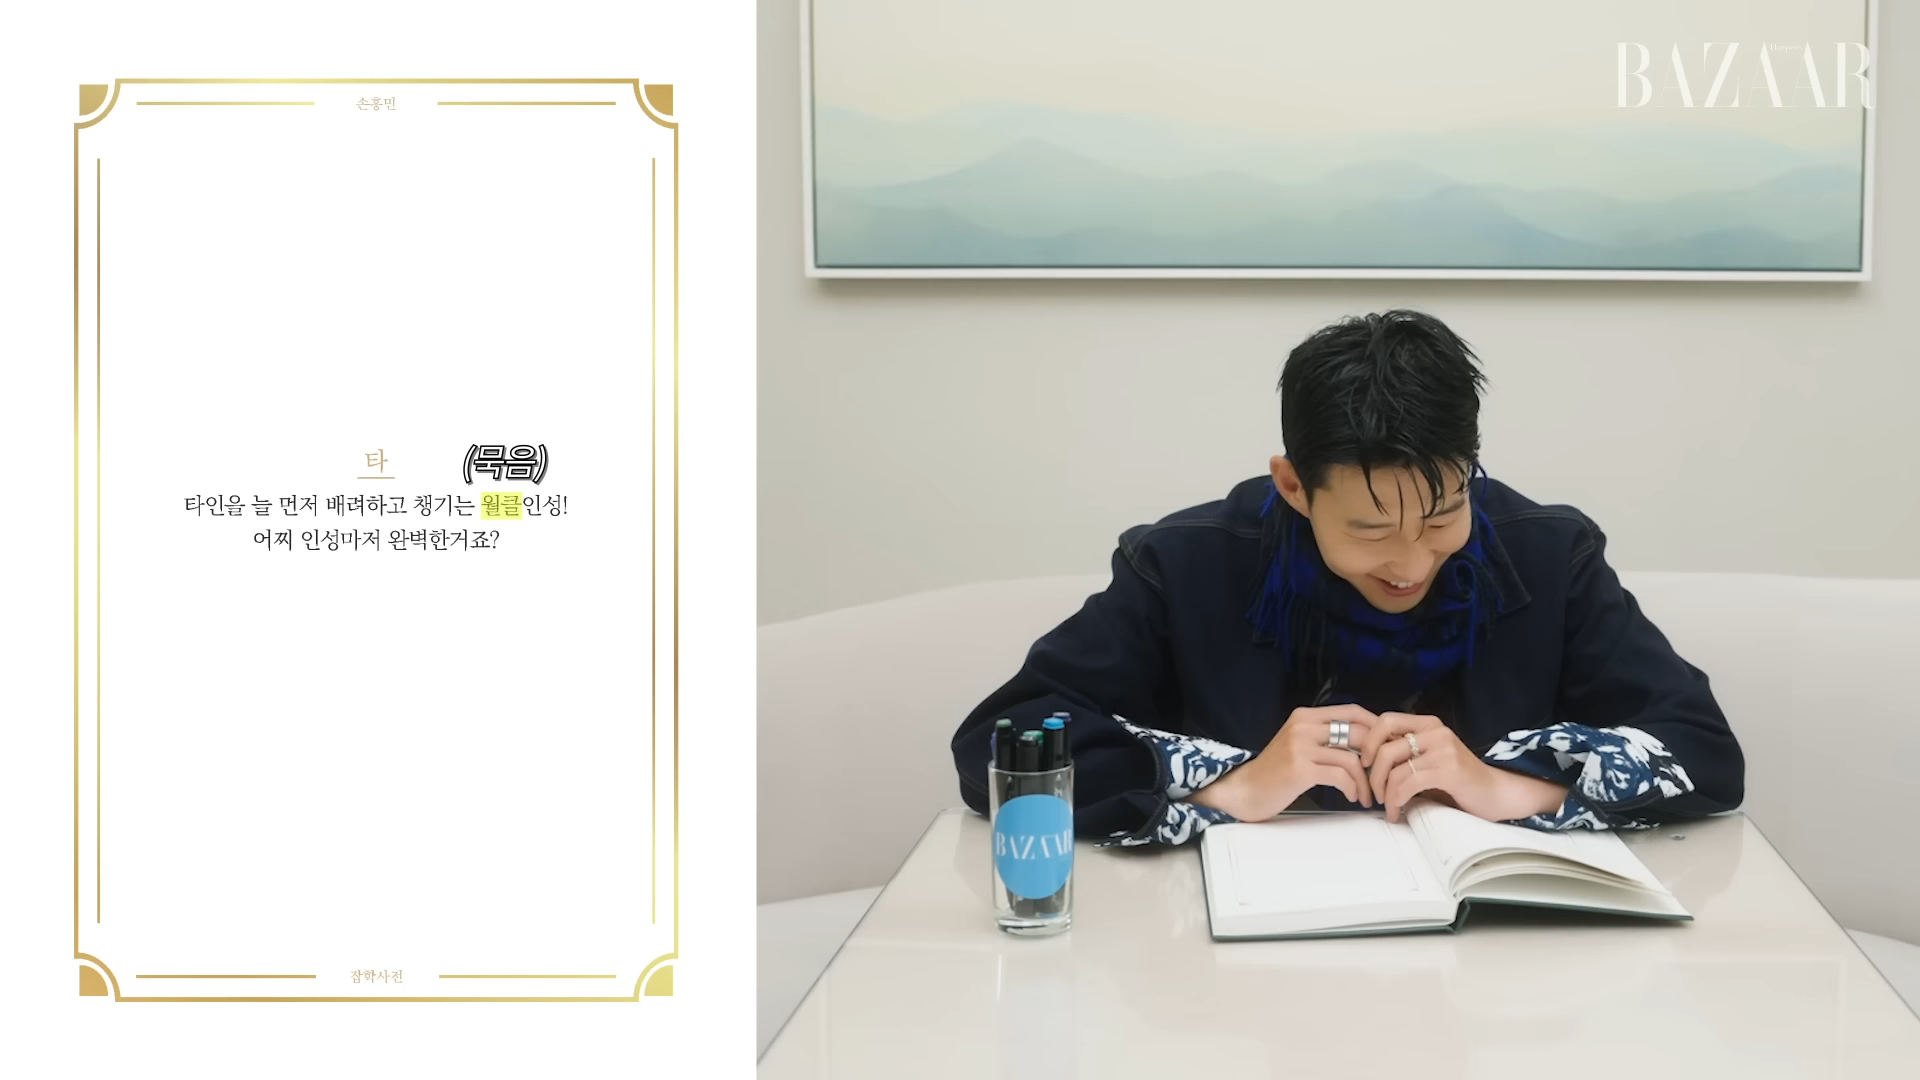 손흥민
타
(묵음)
타인을 늘 먼저 배려하고 챙기는 월클인성!
어찌 인성마저 완벽한거죠?
잡학사전
Harper's
BAZAAR
BAZAAR